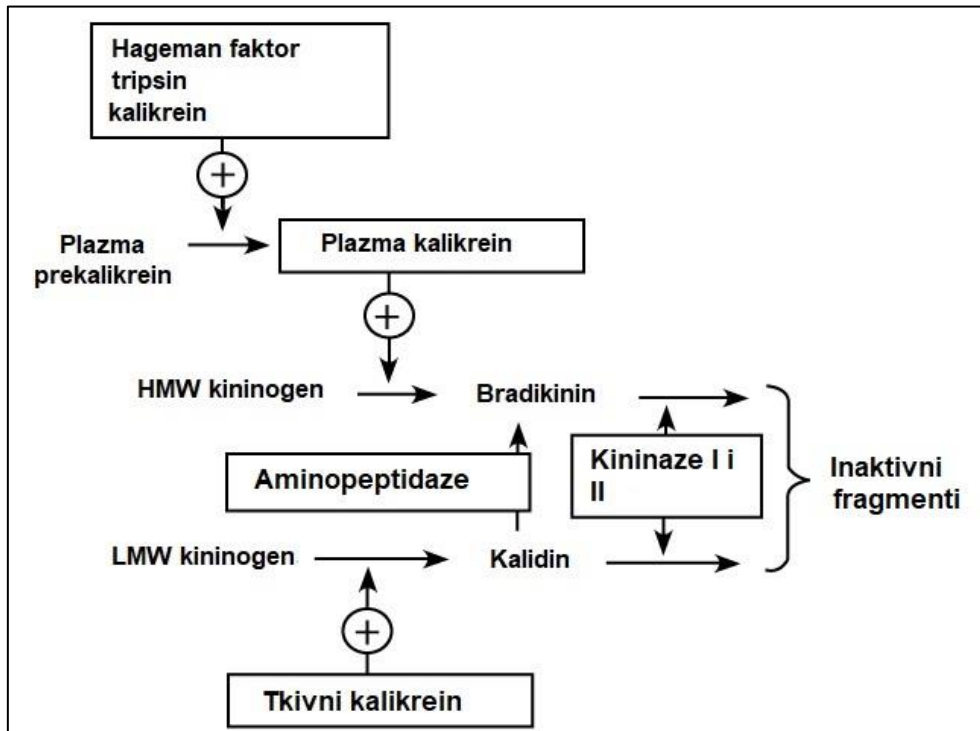 Hageman faktor
tripsin
kalikrein
+
Plazma
prekalikrein
Plazma kalikrein
+
HMW kininogen
Bradikinin
Aminopeptidaze
Kininaze I i
II
Inaktivni
fragmenti
LMW kininogen
Kalidin
+
Tkivni kalikrein